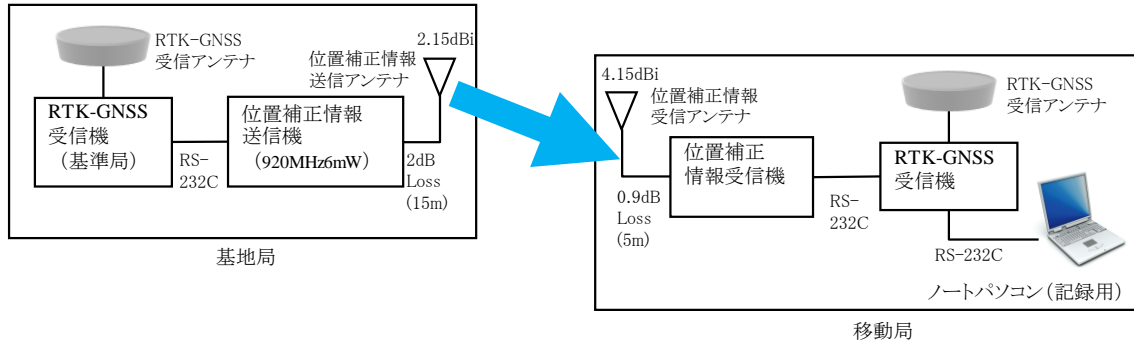 RTK-GNSS
受信アンテナ
位置補正情報
送信アンテナ
2.15dBi
RTK-GNSS
受信機
(基準局)
RS-
232C
位置補正情報
送信機
(920MHz6mW)
2dB
Loss
(15m)
基地局
4.15dBi
位置補正情報
受信アンテナ
RTK-GNSS
受信アンテナ
0.9dB
Loss
(5m)
位置補正
情報受信機
RS-
232C
RTK-GNSS
受信機
RS-232C
ノートパソコン(記録用)
移動局